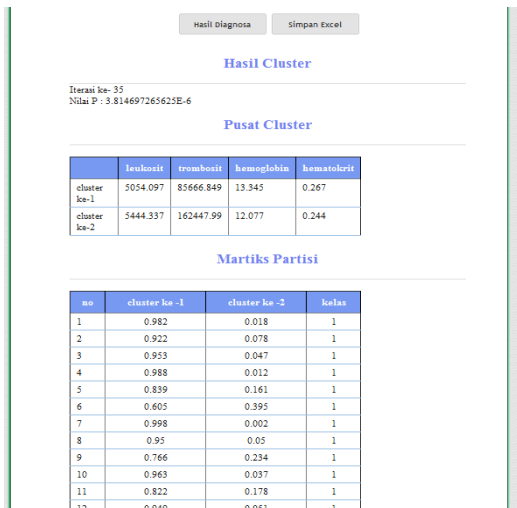 Hasil Diagnosa Simpan Excel
Hasil Cluster
Iterasi ke- 35
Nilai P : 3.814697265625E-6
Pusat Cluster
leukosit trombosit hemoglobin hematokrit
cluster ke-1 5054.097 85666.849 13.345 0.267
cluster ke-2 5444.337 162447.99 12.077 0.244
Martiks Partisi
no cluster ke -1 cluster ke -2 kelas
1 0.982 0.018 1
2 0.922 0.078 1
3 0.953 0.047 1
4 0.988 0.012 1
5 0.839 0.161 1
6 0.605 0.395 1
7 0.998 0.002 1
8 0.95 0.05 1
9 0.766 0.234 1
10 0.963 0.037 1
11 0.822 0.178 1